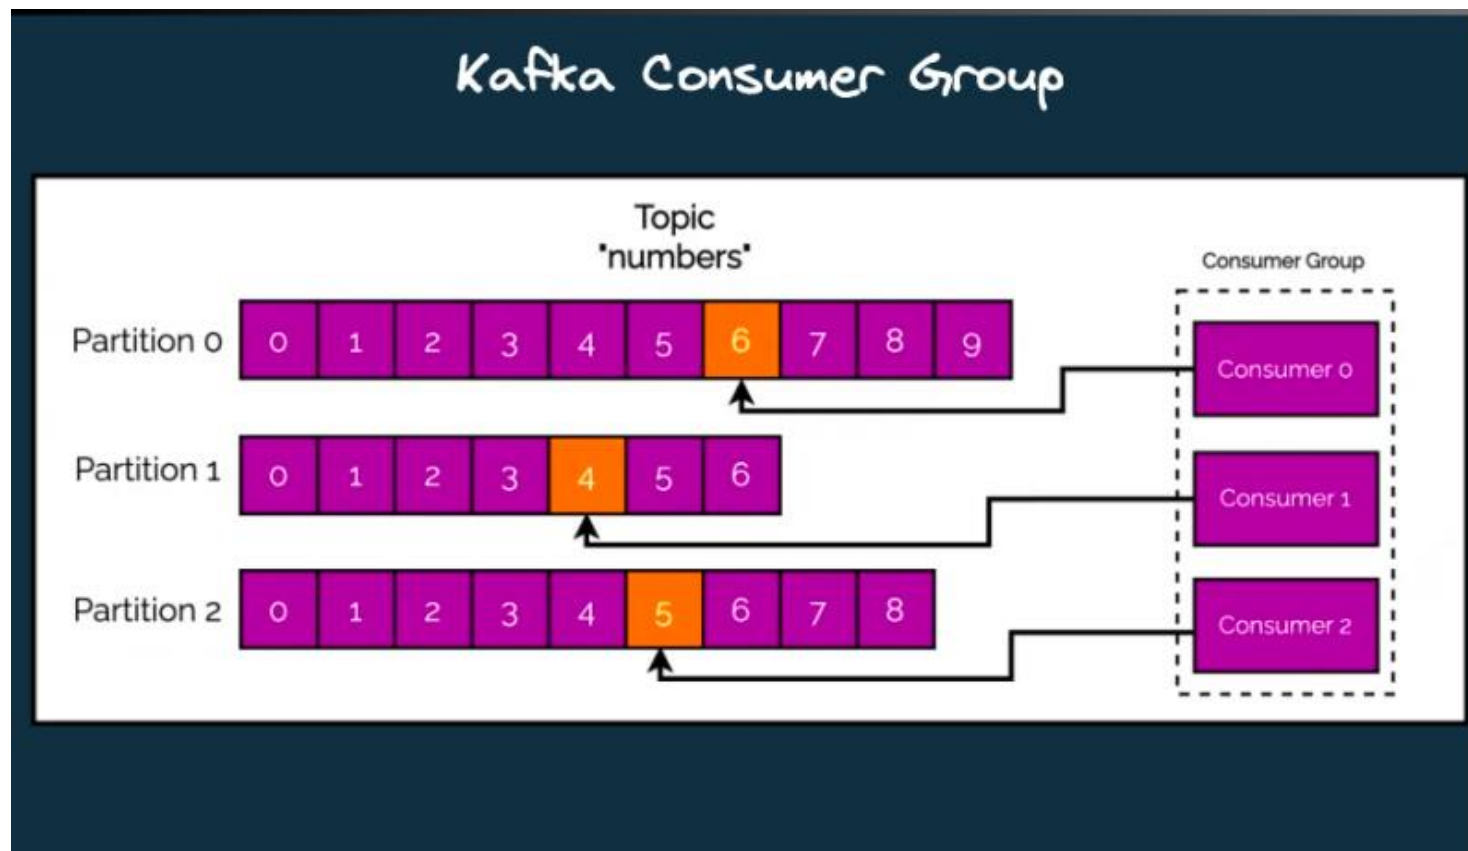 Kafka Consumer Group
Topic
"numbers"
Consumer Group
Partition 0 0 1 2 3 4 5 6 7 8 9
Consumer 0
Partition 1 0 1 2 3 4 5 6
Consumer 1
Partition 2 0 1 2 3 4 5 6 7 8
Consumer 2